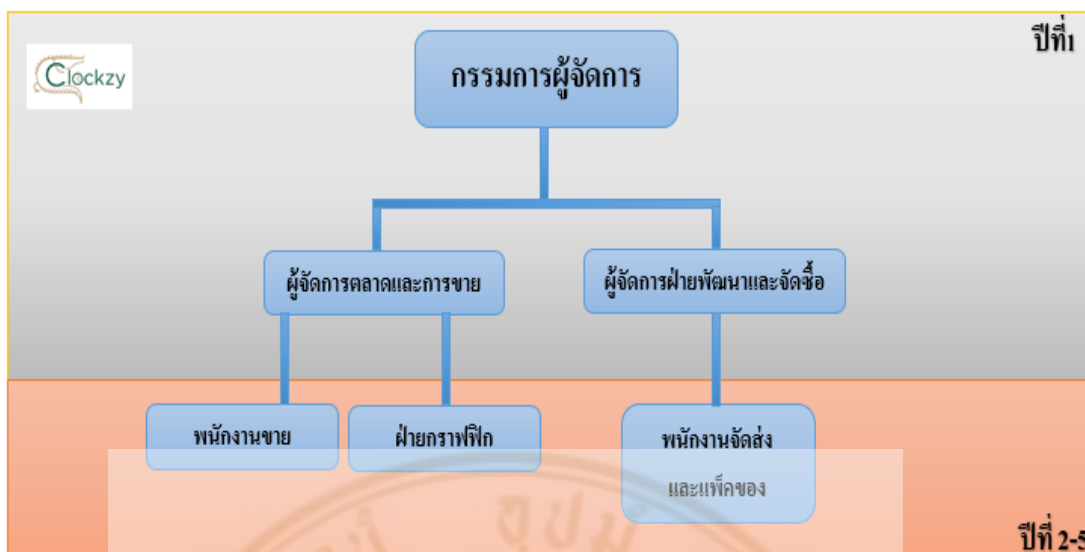 ปีที่1
Clockzy
กรรมการผู้จัดการ
ผู้จัดการตลาดและการขาย
ผู้จัดการฝ่ายพัฒนาและจัดซื้อ
พนักงานขาย
ฝ่ายกราฟฟิก
พนักงานจัดส่ง
และแพ็คของ
อุปถัมภ์
ปีที่ 2-5